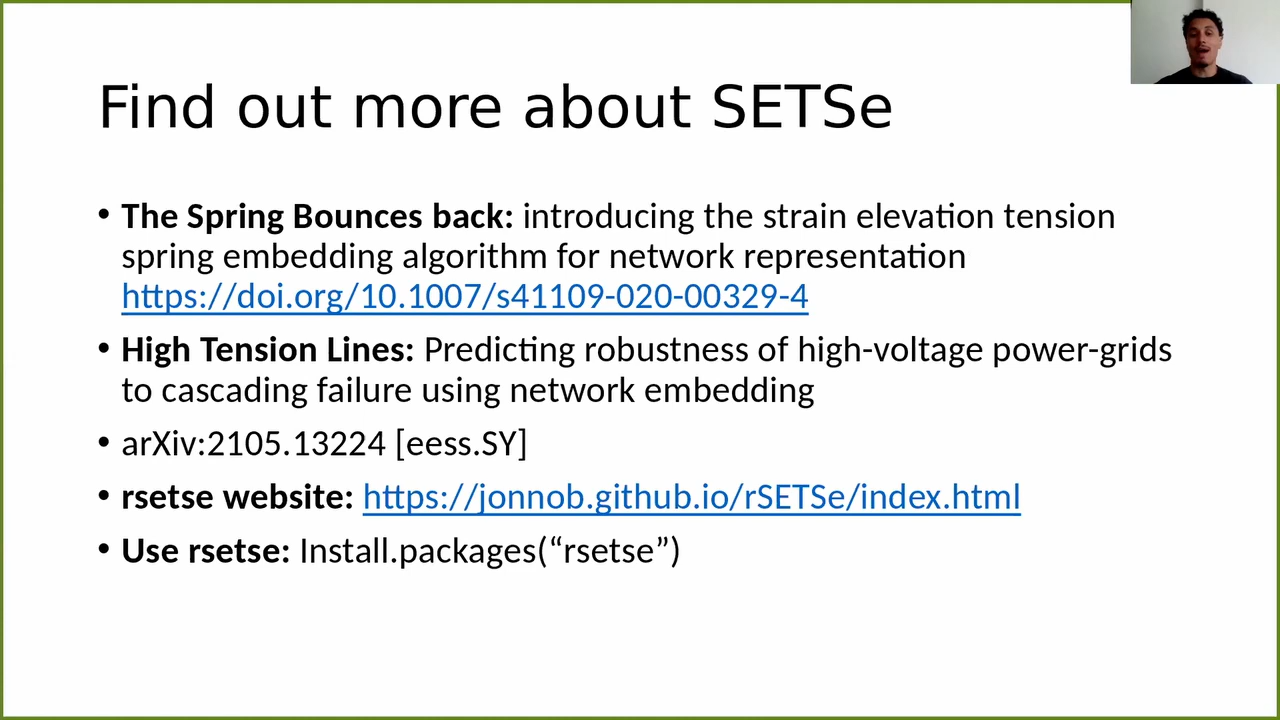 Find out more about SETSe
• The Spring Bounces back: introducing the strain elevation tension
spring embedding algorithm for network representation
https://doi.org/10.1007/s41109-020-00329-4
• High Tension Lines: Predicting robustness of high-voltage power-grids
to cascading failure using network embedding
• arXiv:2105.13224 [eess.SY]
• rsetse website: https://jonnob.github.io/rSETSe/index.html
• Use rsetse: Install.packages(“rsetse”)